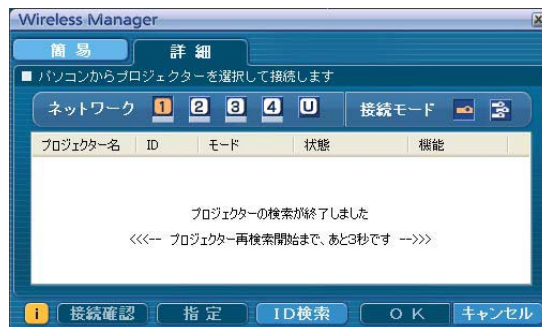 Wireless Manager
簡易 詳細
■ パソコンからプロジェクターを選択して接続します
ネットワーク 1 2 3 4 U 接続モード
プロジェクター名 ID モード 状態 機能
プロジェクターの検索が終了しました
<<<-- プロジェクター再検索開始まで、あと3秒です -->>>
i 接続確認 指定 ID検索 OK キャンセル